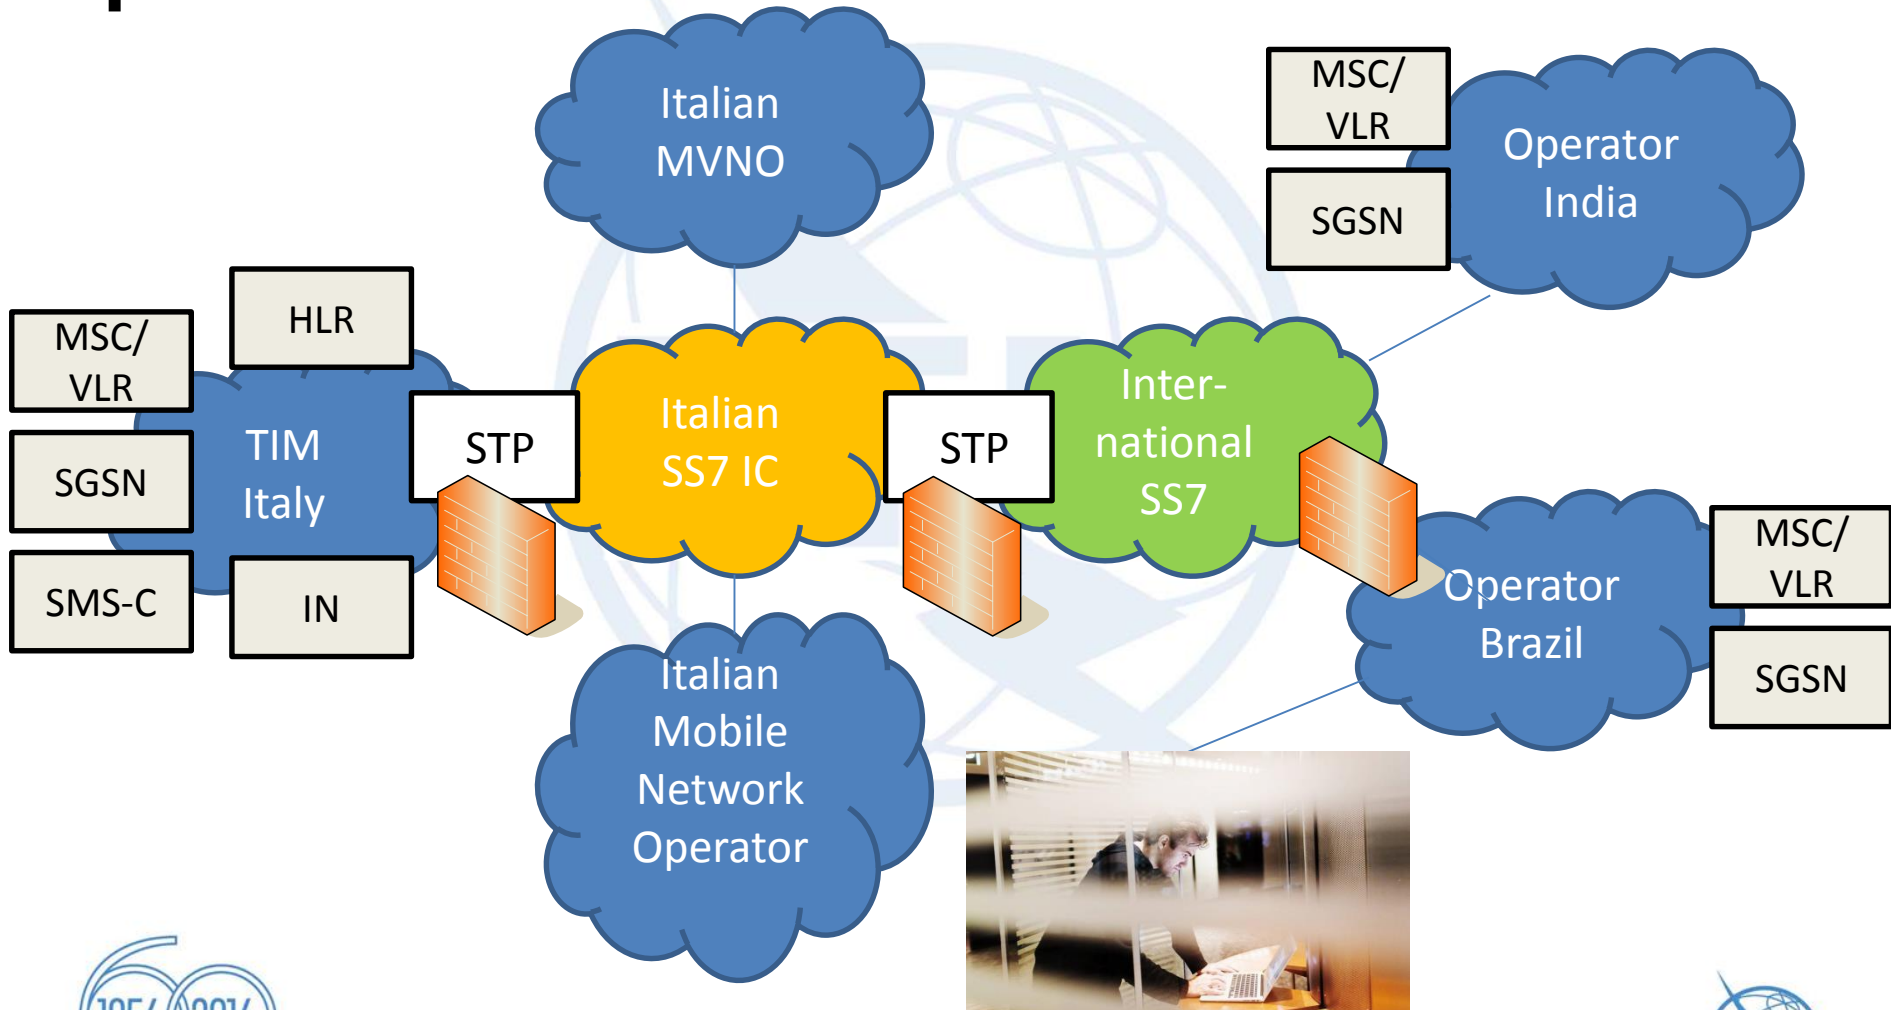 Italian
MVNO
MSC/
VLR
SGSN
Operator
India
HLR
MSC/
VLR
SGSN
SMS-C
IN
TIM
Italy
STP
Italian
SS7 IC
STP
Inter-
national
SS7
Operator
Brazil
MSC/
VLR
SGSN
Italian
Mobile
Network
Operator